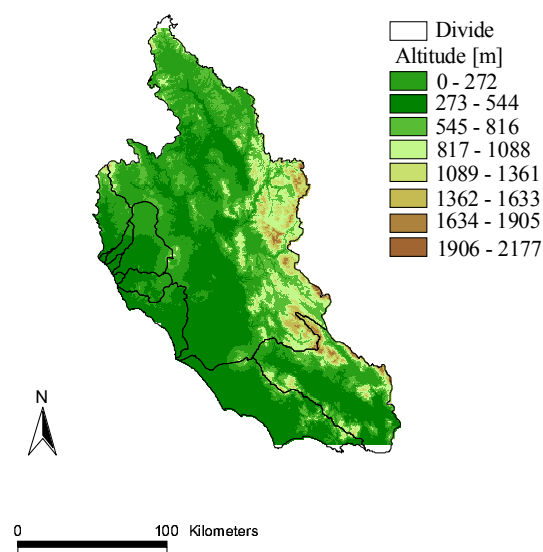 Divide
Altitude [m]
0 - 272
273 - 544
545 - 816
817 - 1088
1089 - 1361
1362 - 1633
1634 - 1905
1906 - 2177
N
0 100 Kilometers